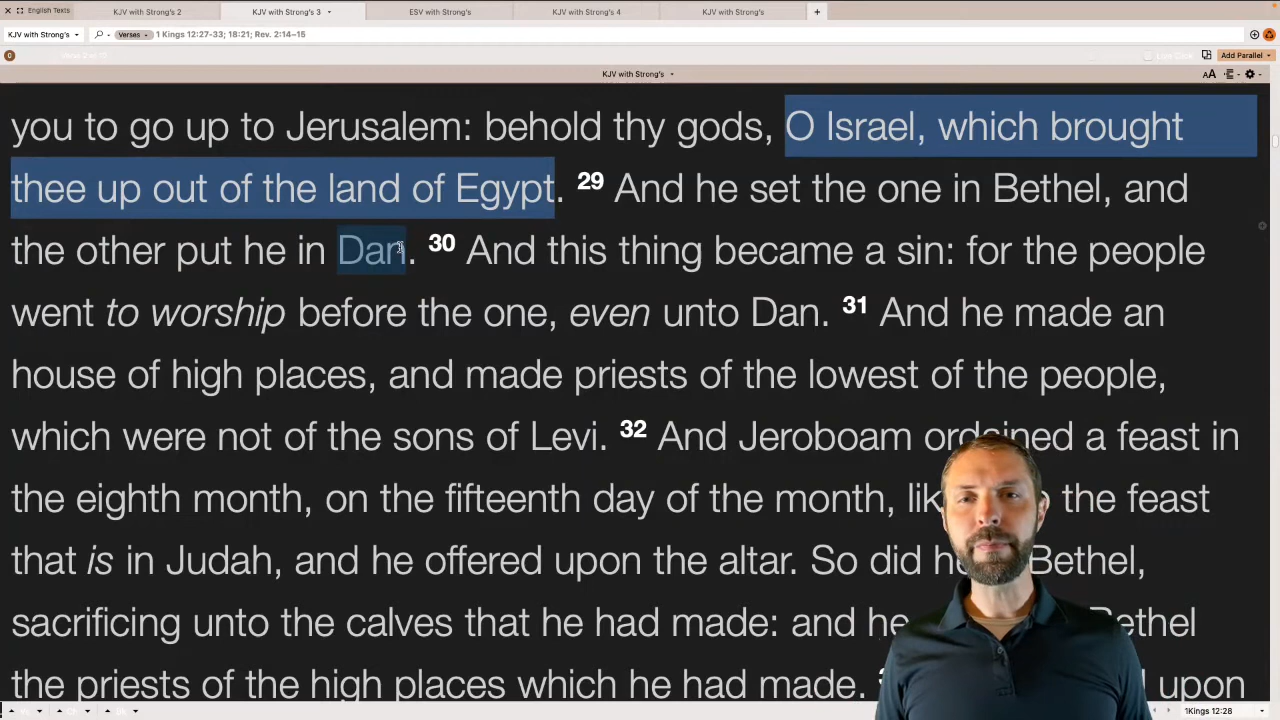 English Texts
KJV with Strong's 2
KJV with Strong's 3
ESV with Strong's
KJV with Strong's 4
KJV with Strong's
KJV with Strong's
Verses
1 Kings 12:27-33; 18:21; Rev. 2:14–15
Add Parallel
KJV with Strong's
AA
you to go up to Jerusalem: behold thy gods, O Israel, which brought
thee up out of the land of Egypt. 29 And he set the one in Bethel, and
the other put he in Dan. 30 And this thing became a sin: for the people
went to worship before the one, even unto Dan. 31 And he made an
house of high places, and made priests of the lowest of the people,
which were not of the sons of Levi. 32 And Jeroboam ordained a feast in
the eighth month, on the fifteenth day of the month, the feast
that is in Judah, and he offered upon the altar. So did Bethel,
sacrificing unto the calves that he had made: and he
the priests of the high places which he had made. upon
1Kings 12:28